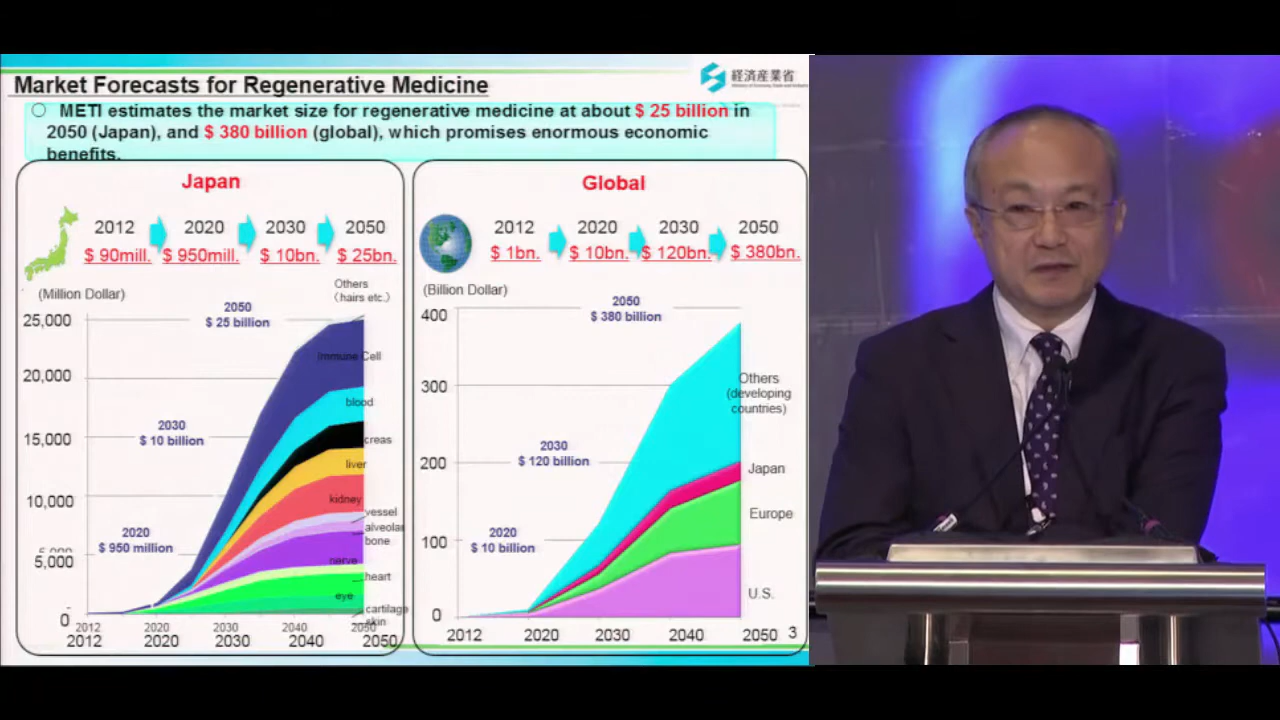 Market Forecasts for Regenerative Medicine
経済産業省
○ METI estimates the market size for regenerative medicine at about $ 25 billion in
2050 (Japan), and $ 380 billion (global), which promises enormous economic
benefits.
Japan
2012 2020 2030 2050
$ 90mill. $ 950mill. $ 10bn. $ 25bn.
(Million Dollar)
Others
(hairs etc.)
2050
$ 25 billion
25,000
Immune Cell
20,000
blood
2030
$ 10 billion
15,000
creas
liver
10,000
kidney
vessel
alveolar
bone
2020
$ 950 million
5,000
5,000
nerve
heart
eye
cartilage
skin
0
2012 2020 2030 2040 2050
2012 2020 2030 2040 2050
Global
2012 2020 2030 2050
$ 1bn. $ 10bn. $ 120bn. $ 380bn.
(Billion Dollar)
2050
$ 380 billion
400
300
Others
(developing
countries)
2030
$ 120 billion
200
Japan
Europe
2020
$ 10 billion
100
U.S.
0
2012 2020 2030 2040 2050
3